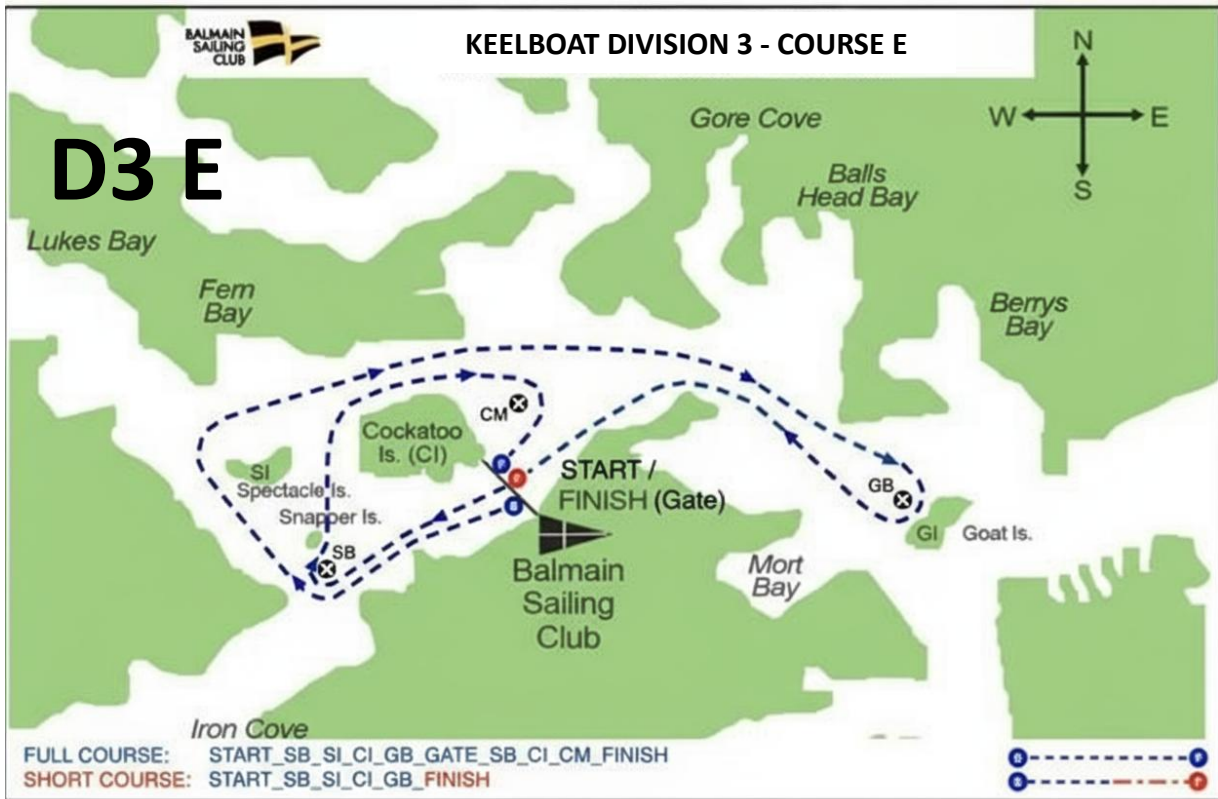 BALMAIN
SAILING
CLUB
KEELBOAT DIVISION 3 - COURSE E
N
W
E
S
D3 E
Gore Cove
Balls
Head Bay
Lukes Bay
Fern
Bay
Berrys
Bay
CM
Cockatoo
Is. (CI)
SI
Spectacle Is.
Snapper Is.
SB
START /
FINISH (Gate)
GB
GI
Goat Is.
Balmain
Sailing
Club
Mort
Bay
Iron Cove
FULL COURSE: START_SB_SI_CI_GB_GATE_SB_CI_CM_FINISH
SHORT COURSE: START_SB_SI_CI_GB_FINISH